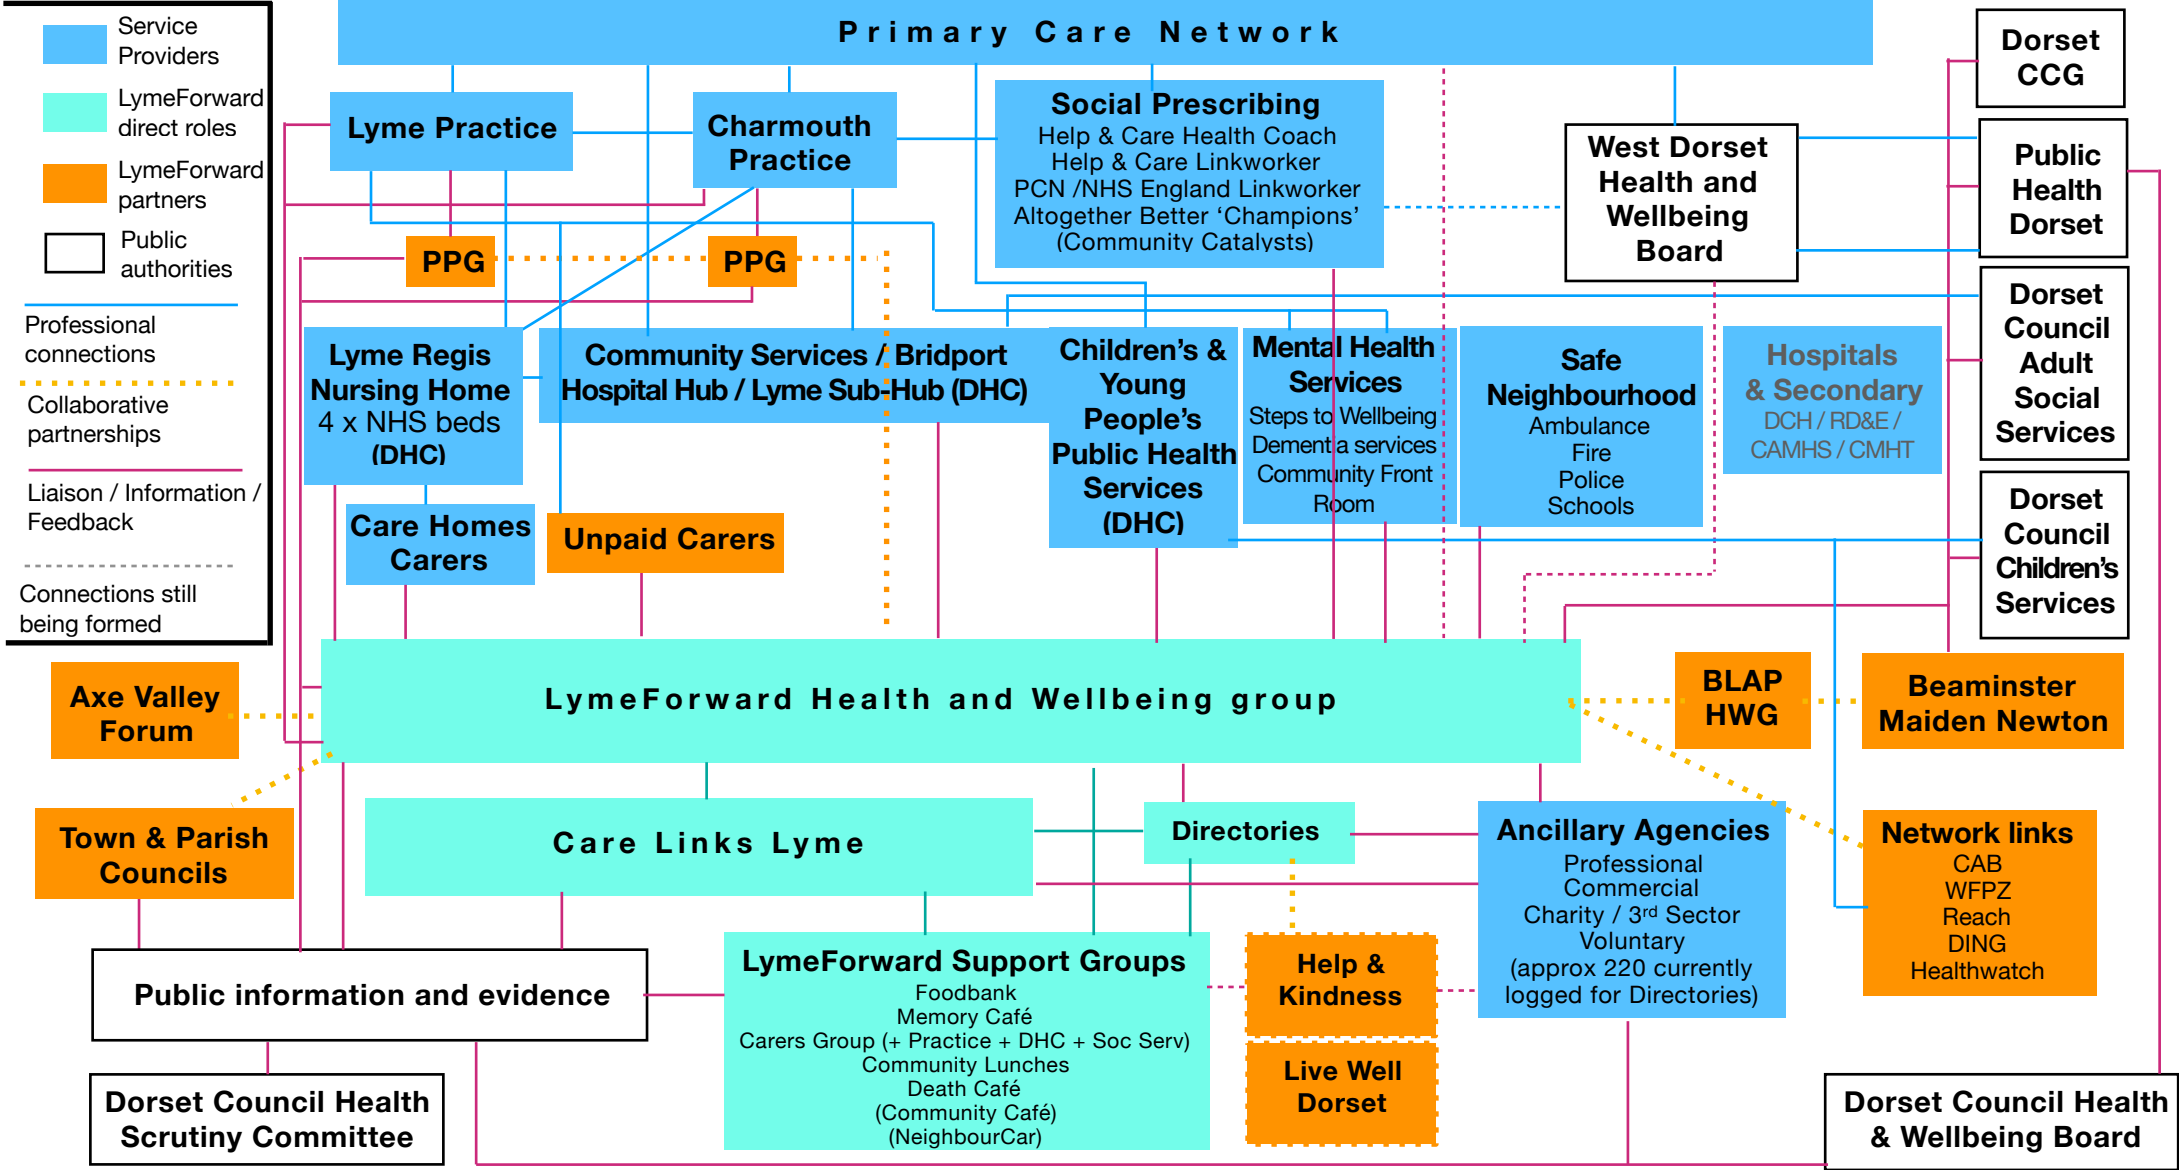 Service
Providers
LymeForward
direct roles
LymeForward
partners
Public
authorities
Professional
connections
Collaborative
partnerships
Liaison / Information /
Feedback
Connections still
being formed
Primary Care Network
Lyme Practice
Charmouth
Practice
Social Prescribing
Help & Care Health Coach
Help & Care Linkworker
PCN /NHS England Linkworker
Altogether Better ‘Champions’
(Community Catalysts)
West Dorset
Health and
Wellbeing
Board
Dorset
CCG
Public
Health
Dorset
PPG
PPG
Dorset
Council
Adult
Social
Services
Lyme Regis
Nursing Home
4 x NHS beds
(DHC)
Community Services / Bridport
Hospital Hub / Lyme Sub-Hub (DHC)
Children’s &
Young
People’s
Public Health
Services
(DHC)
Mental Health
Services
Steps to Wellbeing
Dementia services
Community Front
Room
Safe
Neighbourhood
Ambulance
Fire
Police
Schools
Hospitals
& Secondary
DCH / RD&E /
CAMHS / CMHT
Dorset
Council
Children’s
Services
Care Homes
Carers
Unpaid Carers
Axe Valley
Forum
LymeForward Health and Wellbeing group
BLAP
HWG
Beaminster
Maiden Newton
Town & Parish
Councils
Care Links Lyme
Directories
Ancillary Agencies
Professional
Commercial
Charity / 3rd Sector
Voluntary
(approx 220 currently
logged for Directories)
Network links
CAB
WFPZ
Reach
DING
Healthwatch
Public information and evidence
LymeForward Support Groups
Foodbank
Memory Café
Carers Group (+ Practice + DHC + Soc Serv)
Community Lunches
Death Café
(Community Café)
(NeighbourCar)
Help &
Kindness
Live Well
Dorset
Dorset Council Health
Scrutiny Committee
Dorset Council Health
& Wellbeing Board